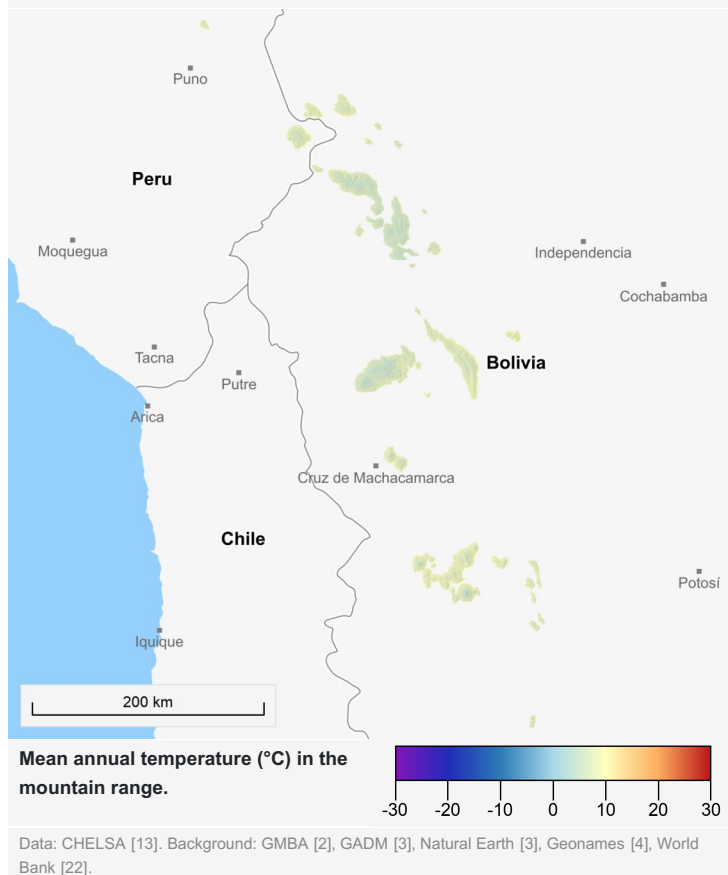 Puno
Peru
Moquegua
Independencia
Cochabamba
Tacna
Bolivia
Putre
Arica
Cruz de Machacamarca
Chile
Potosí
Iquique
200 km
Mean annual temperature (°C) in the
mountain range.
-30 -20 -10 0 10 20 30
Data: CHELSA [13]. Background: GMBA [2], GADM [3], Natural Earth [3], Geonames [4], World
Bank [22].